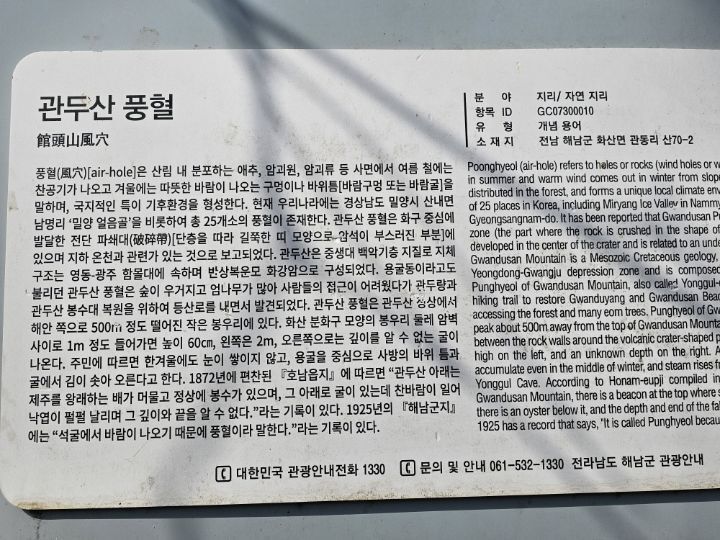 관두산 풍혈
館頭山風穴
분 야 지리/ 자연 지리
항목 ID GC07300010
유 형 개념 용어
소 재 지 전남 해남군 화산면 관동리 산70-2
풍혈(風穴)[air-hole]은 산림 내 분포하는 애추, 암괴원, 암괴류 등 사면에서 여름 철에는
찬공기가 나오고 겨울에는 따뜻한 바람이 나오는 구멍이나 바위틈[바람구멍 또는 바람굴]을
말하며, 국지적인 특이 기후환경을 형성한다. 현재 우리나라에는 경상남도 밀양시 산내면
남명리 ‘밀양 얼음골’을 비롯하여 총 25개소의 풍혈이 존재한다. 관두산 풍혈은 화구 중심에
발달한 전단 파쇄대(破碎帶)[단층을 따라 길쭉한 띠 모양으로 암석이 부스러진 부분]에
있으며 지하 온천과 관련이 있는 것으로 보고되었다. 관두산은 중생대 백악기층 지질로 지체
구조는 영동-광주 함몰대에 속하며 반상복운모 화강암으로 구성되었다. 용굴동이라고도
불리던 관두산 풍혈은 숲이 우거지고 엄나무가 많아 사람들의 접근이 어려웠다가 관두량과
관두산 봉수대 복원을 위하여 등산로를 내면서 발견되었다. 관두산 풍혈은 관두산 정상에서
해안 쪽으로 500m 정도 떨어진 작은 봉우리에 있다. 화산 분화구 모양의 봉우리 둘레 암벽
사이로 1m 정도 들어가면 높이 60㎝, 왼쪽은 2m, 오른쪽으로는 깊이를 알 수 없는 굴이
나온다. 주민에 따르면 한겨울에도 눈이 쌓이지 않고, 용굴을 중심으로 사방의 바위 틈과
굴에서 김이 솟아 오른다고 한다. 1872년에 편찬된 『호남읍지』에 따르면 “관두산 아래는
제주를 왕래하는 배가 머물고 정상에 봉수가 있으며, 그 아래로 굴이 있는데 찬바람이 일어
낙엽이 펄펄 날리며 그 깊이와 끝을 알 수 없다.”라는 기록이 있다. 1925년의 『해남군지』
에는 “석굴에서 바람이 나오기 때문에 풍혈이라 말한다.”라는 기록이 있다.
Poonghyeol (air-hole) refers to holes or rocks (wind holes or w
in summer and warm wind comes out in winter from slope
distributed in the forest, and forms a unique local climate env
of 25 places in Korea, including Miryang Ice Valley in Nammy
Gyeongsangnam-do. It has been reported that Gwandusan Pu
zone (the part where the rock is crushed in the shape of
developed in the center of the crater and is related to an under
Gwandusan Mountain is a Mesozoic Cretaceous geology,
Yeongdong-Gwangju depression zone and is composed
Punghyeol of Gwandusan Mountain, also called Yonggul-d
hiking trail to restore Gwanduyang and Gwandusan Beac
accessing the forest and many eom trees. Punghyeol of Gwa
peak about 500m away from the top of Gwandusan Mountai
between the rock walls around the volcanic crater-shaped p
high on the left, and an unknown depth on the right. A
accumulate even in the middle of winter, and steam rises f
Yonggul Cave. According to Honam-eupji compiled in
Gwandusan Mountain, there is a beacon at the top where s
there is an oyster below it, and the depth and end of the fa
1925 has a record that says, "It is called Punghyeol becau
대한민국 관광안내전화 1330 문의 및 안내 061-532-1330 전라남도 해남군 관광안내